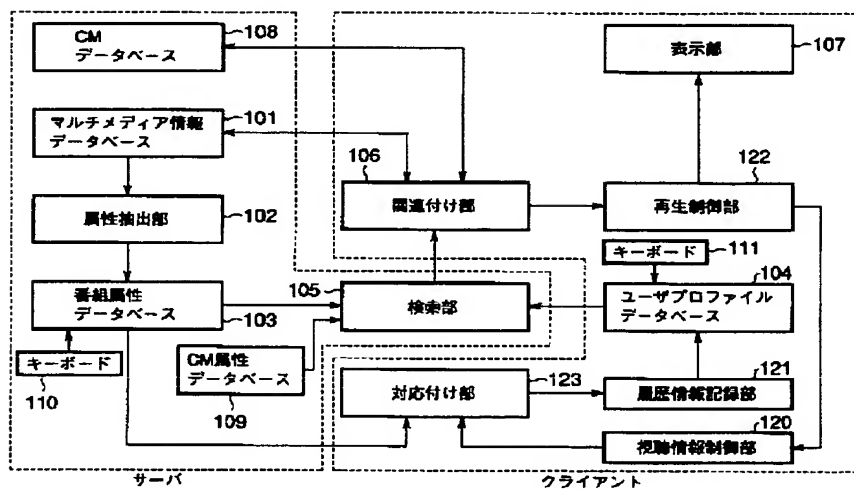 CM
データベース
108
マルチメディア情報
データベース
101
属性抽出部
102
番組属性
データベース
103
キーボード
110
CM属性
データベース
109
サーバ
表示部
107
106
関連付け部
122
再生制御部
キーボード
111
105
検索部
104
ユーザプロファイル
データベース
対応付け部
123
121
履歴情報記録部
120
視聴情報制御部
クライアント